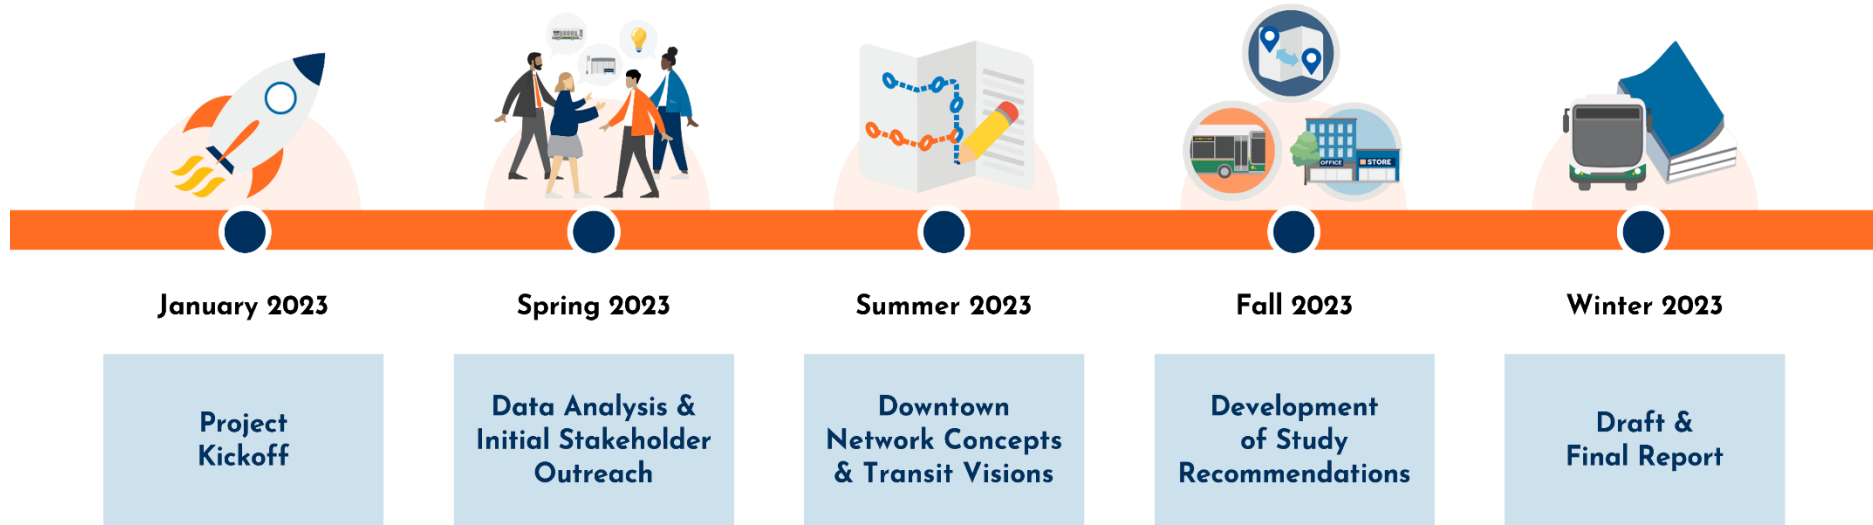 OFFICE
STORE
January 2023
Spring 2023
Summer 2023
Fall 2023
Winter 2023
Project
Kickoff
Data Analysis &
Initial Stakeholder
Outreach
Downtown
Network Concepts
& Transit Visions
Development
of Study
Recommendations
Draft &
Final Report